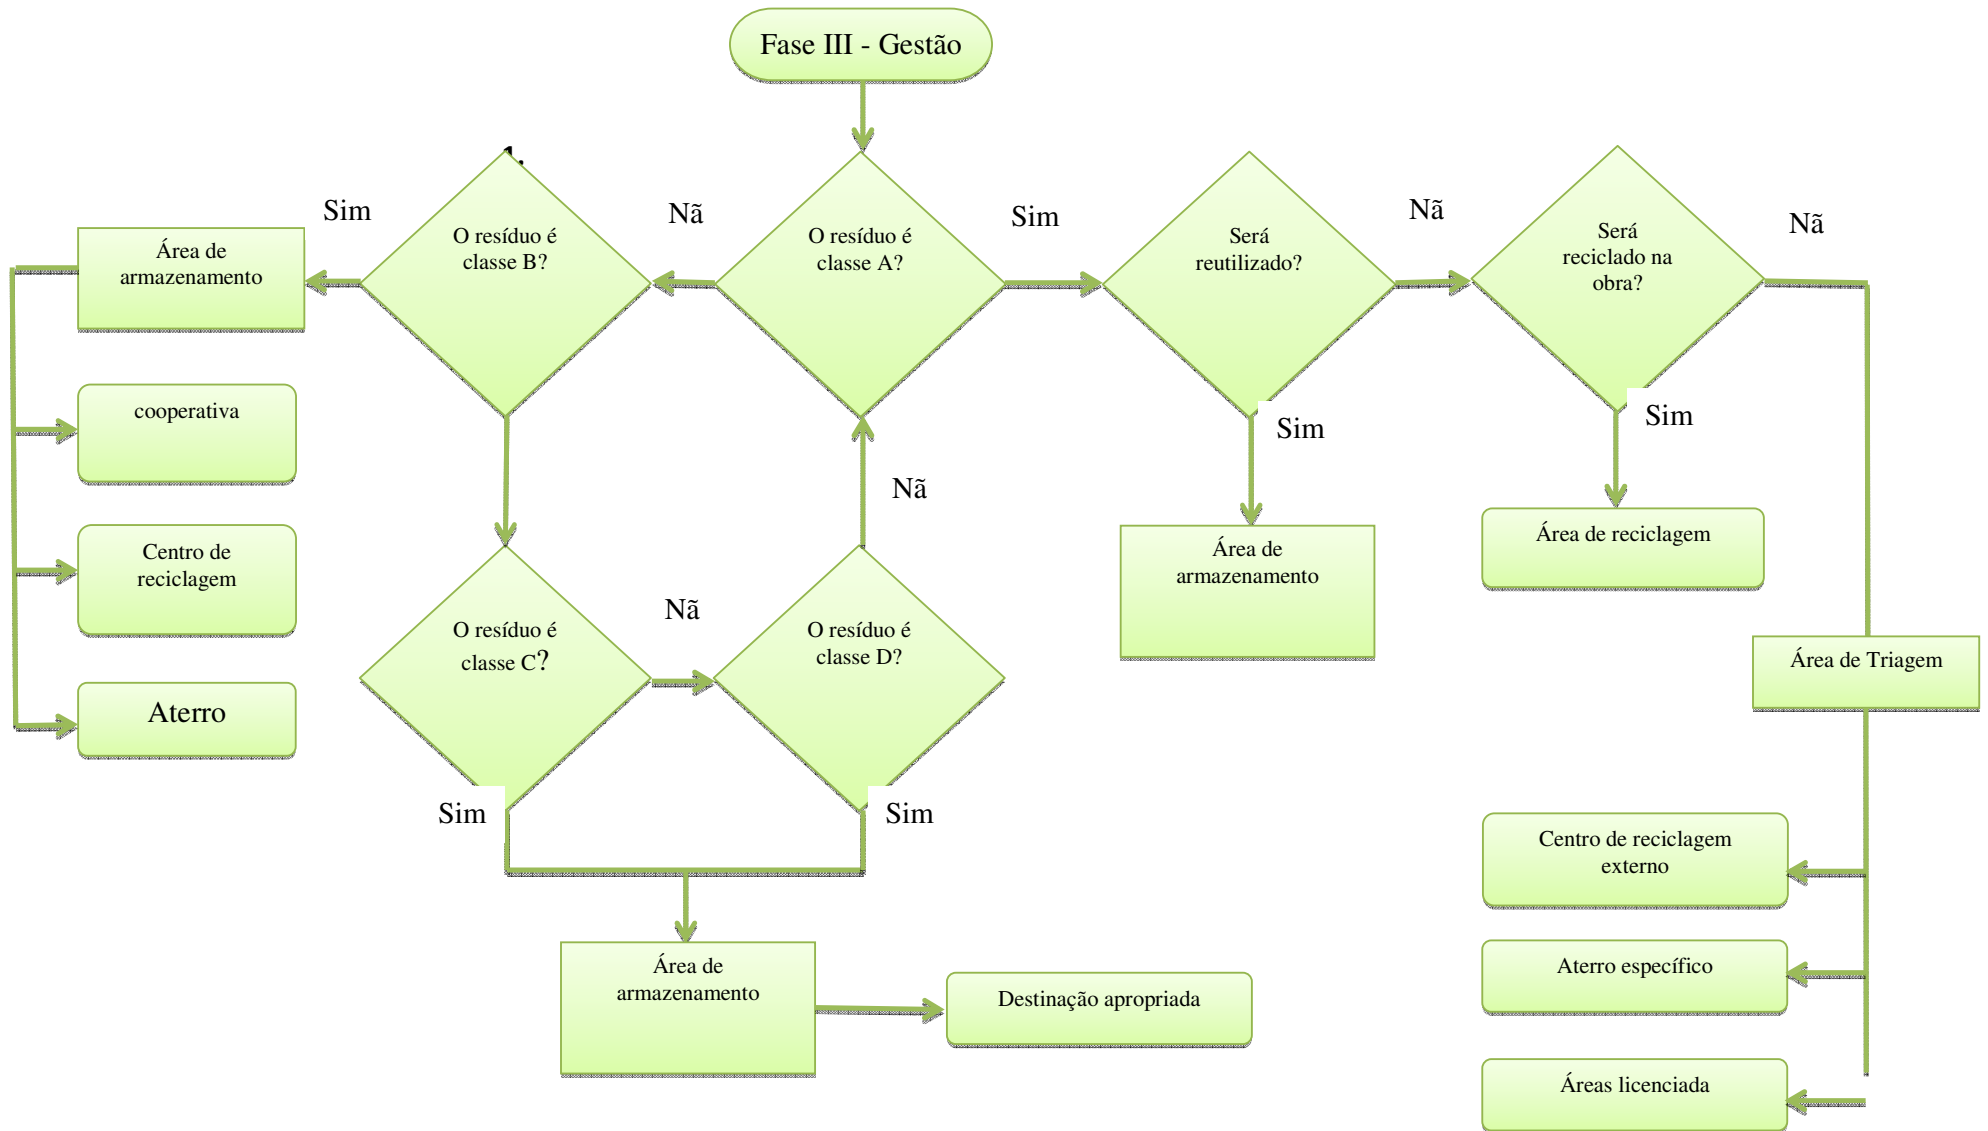 Fase III - Gestão
1.
Sim
O resíduo é
classe B?
Nã
O resíduo é
classe A?
Sim
Será
reutilizado?
Nã
Será
reciclado na
obra?
Nã
Área de
armazenamento
cooperativa
Centro de
reciclagem
Aterro
Sim
Sim
Nã
Área de
armazenamento
Área de reciclagem
O resíduo é
classe C?
Nã
O resíduo é
classe D?
Área de Triagem
Sim
Sim
Centro de reciclagem
externo
Área de
armazenamento
Destinação apropriada
Aterro específico
Áreas licenciada